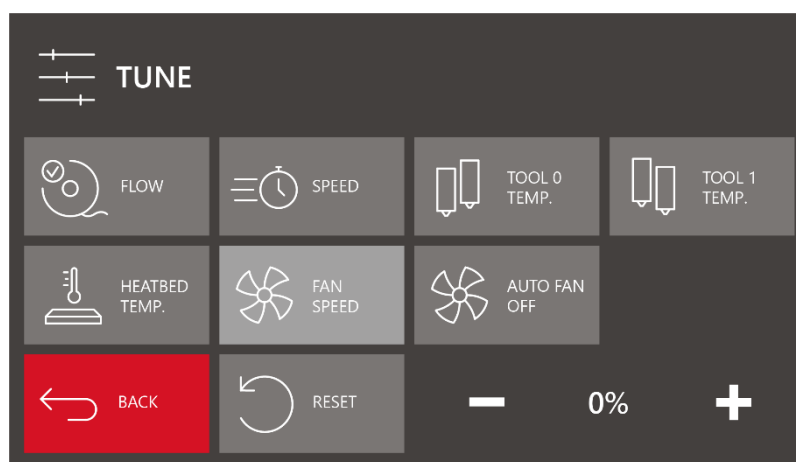 TUNE
FLOW
SPEED
TOOL 0
TEMP.
TOOL 1
TEMP.
HEATBED
TEMP.
FAN
SPEED
AUTO FAN
OFF
BACK
RESET
0%